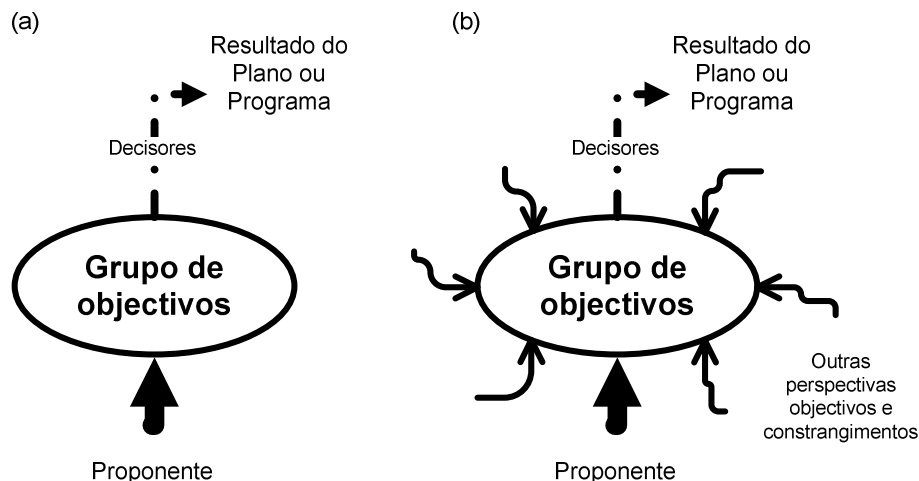 (a)
Resultado do
Plano ou
Programa
Decisores
Grupo de
objectivos
Proponente
(b)
Resultado do
Plano ou
Programa
Decisores
Grupo de
objectivos
Outras
perspectivas
objectivos e
constrangimentos
Proponente